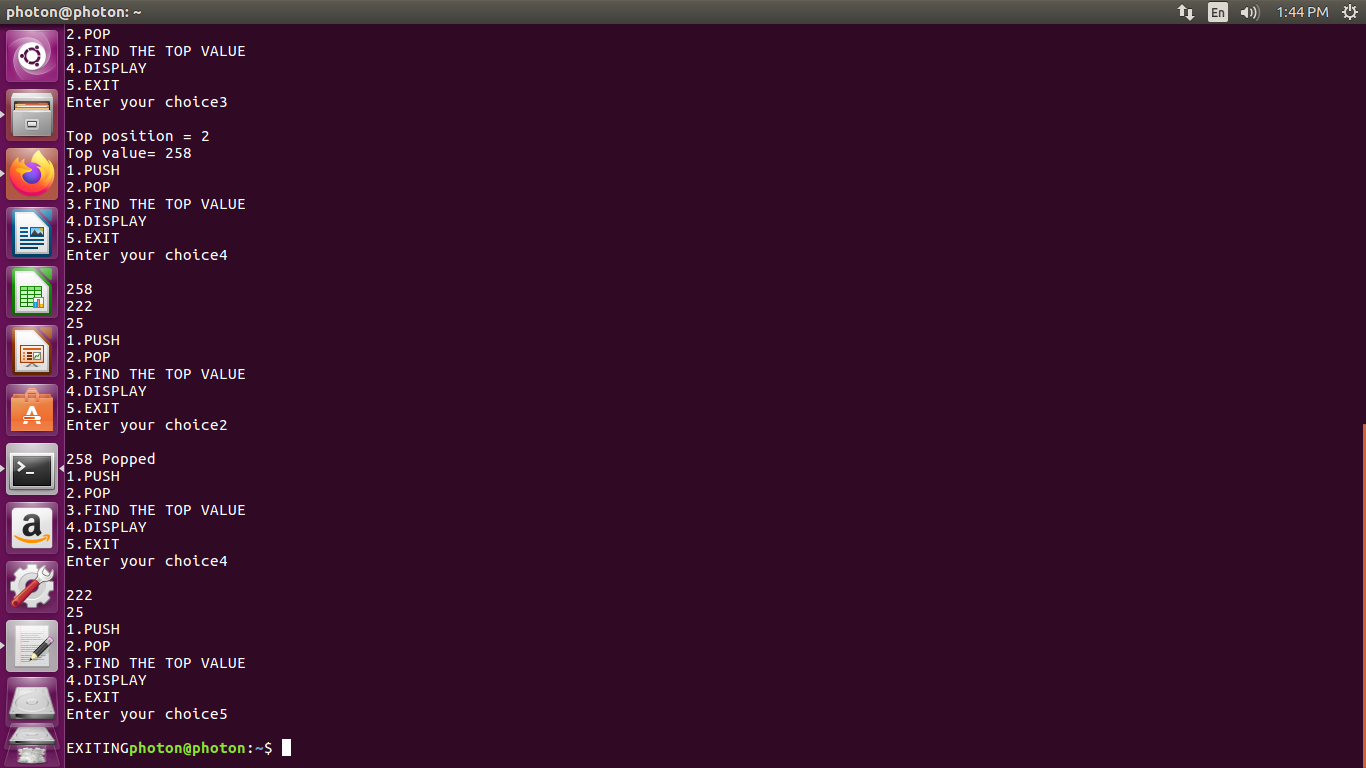 photon@photon: ~
En
1:44 PM
2.POP
3.FIND THE TOP VALUE
4.DISPLAY
5.EXIT
Enter your choice3
Top position = 2
Top value= 258
1.PUSH
2.POP
3.FIND THE TOP VALUE
4.DISPLAY
5.EXIT
Enter your choice4
258
222
25
1.PUSH
2.POP
3.FIND THE TOP VALUE
4.DISPLAY
5.EXIT
Enter your choice2
258 Popped
1.PUSH
2.POP
3.FIND THE TOP VALUE
4.DISPLAY
5.EXIT
Enter your choice4
222
25
1.PUSH
2.POP
3.FIND THE TOP VALUE
4.DISPLAY
5.EXIT
Enter your choice5
EXITINGphoton@photon:~$